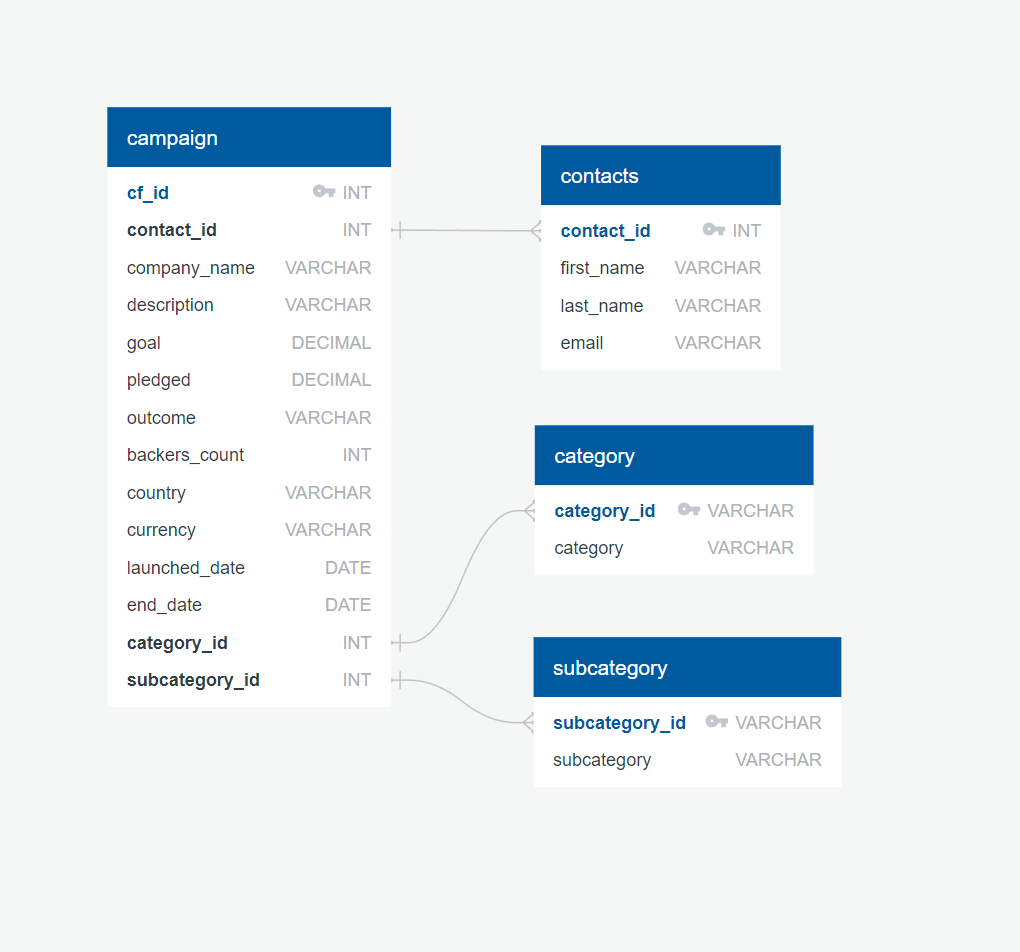 campaign
cf_id INT
contact_id INT
company_name VARCHAR
description VARCHAR
goal DECIMAL
pledged DECIMAL
outcome VARCHAR
backers_count INT
country VARCHAR
currency VARCHAR
launched_date DATE
end_date DATE
category_id INT
subcategory_id INT
contacts
contact_id INT
first_name VARCHAR
last_name VARCHAR
email VARCHAR
category
category_id VARCHAR
category VARCHAR
subcategory
subcategory_id VARCHAR
subcategory VARCHAR